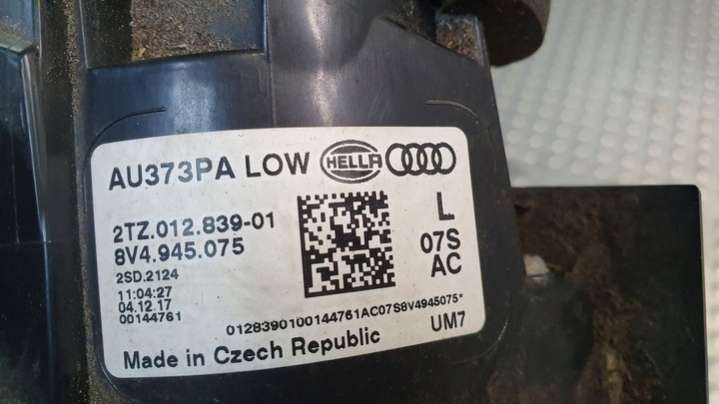 AU373PA LOW HELLA
2TZ.012.839-01
8V4.945.075
2SD.2124
11:04:27
04.12.17
00144761
L
07S
AC
0128390100144761AC07S8V4945075*
UM7
Made in Czech Republic